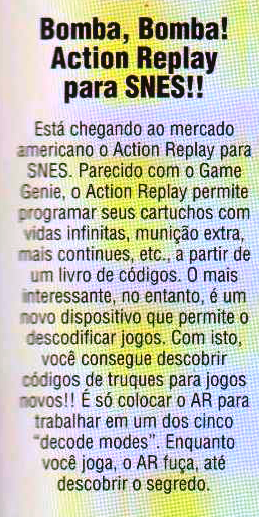 Bomba, Bomba!
Action Replay
para SNES!!
Está chegando ao mercado
americano o Action Replay para
SNES. Parecido com o Game
Genie, o Action Replay permite
programar seus cartuchos com
vidas infinitas, munição extra,
mais continues, etc., a partir de
um livro de códigos. O mais
interessante, no entanto, é um
novo dispositivo que permite o
descodificar jogos. Com isto,
você consegue descobrir
códigos de truques para jogos
novos!! É só colocar o AR para
trabalhar em um dos cinco
“decode modes”. Enquanto
você joga, o AR fuça, até
descobrir o segredo.